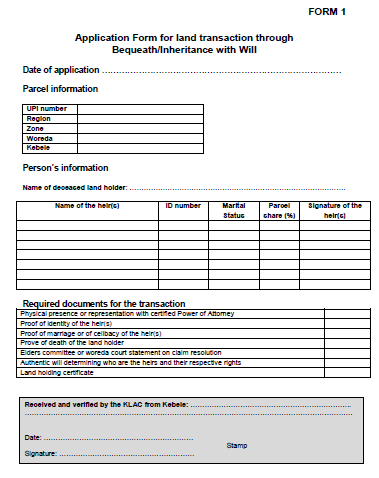 FORM 1
Application Form for land transaction through
Bequeath/Inheritance with Will
Date of application ……………………………………………………………………………
Parcel information
UPI number
Region
Zone
Woreda
Kebele
Person's information
Name of deceased land holder: ……………………………………………………………………………
Name of the heir(s) ID number Marital Status Parcel share (%) Signature of the heir(s)
Required documents for the transaction
Physical presence or representation with certified Power of Attorney
Proof of identity of the heir(s)
Proof of marriage or of celibacy of the heir(s)
Prove of death of the land holder
Elders committee or woreda court statement on claim resolution
Authentic will determining who are the heirs and their respective rights
Land holding certificate
Received and verified by the KLAC from Kebele: ……………………………………………………
……………………………………………………………………………………………………
Date: ……………………………………………
Stamp
Signature: ……………………………………………